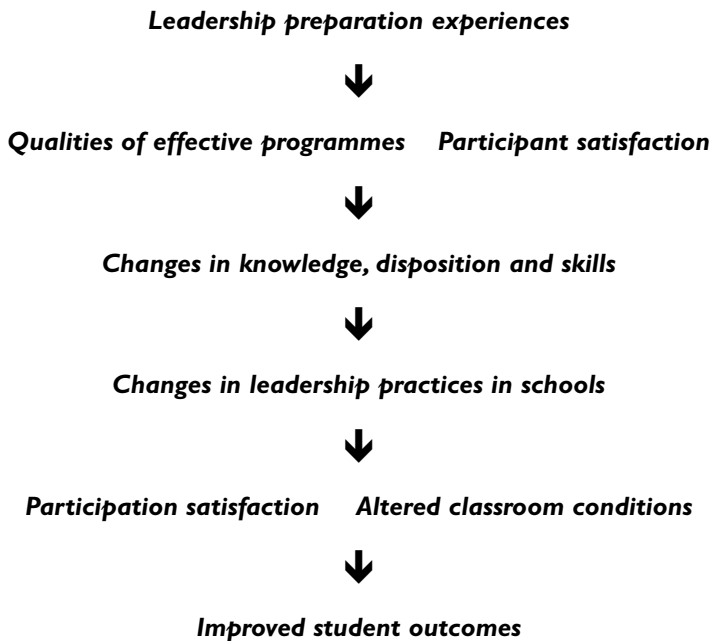 Leadership preparation experiences
Qualities of effective programmes Participant satisfaction
Changes in knowledge, disposition and skills
Changes in leadership practices in schools
Participation satisfaction Altered classroom conditions
Improved student outcomes